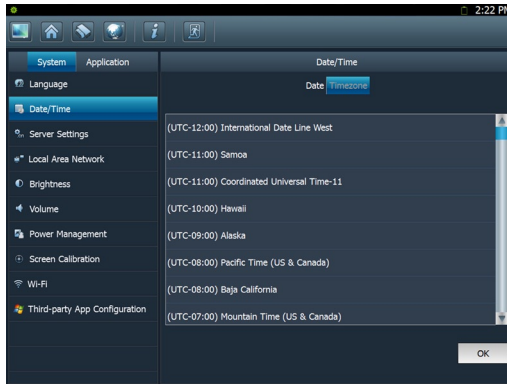 2:22 PM
System Application
Date/Time
Language
Date Timezone
Date/Time
Server Settings
Local Area Network
Brightness
Volume
Power Management
Screen Calibration
Wi-Fi
Third-party App Configuration
(UTC-12:00) International Date Line West
(UTC-11:00) Samoa
(UTC-11:00) Coordinated Universal Time-11
(UTC-10:00) Hawaii
(UTC-09:00) Alaska
(UTC-08:00) Pacific Time (US & Canada)
(UTC-08:00) Baja California
(UTC-07:00) Mountain Time (US & Canada)
OK